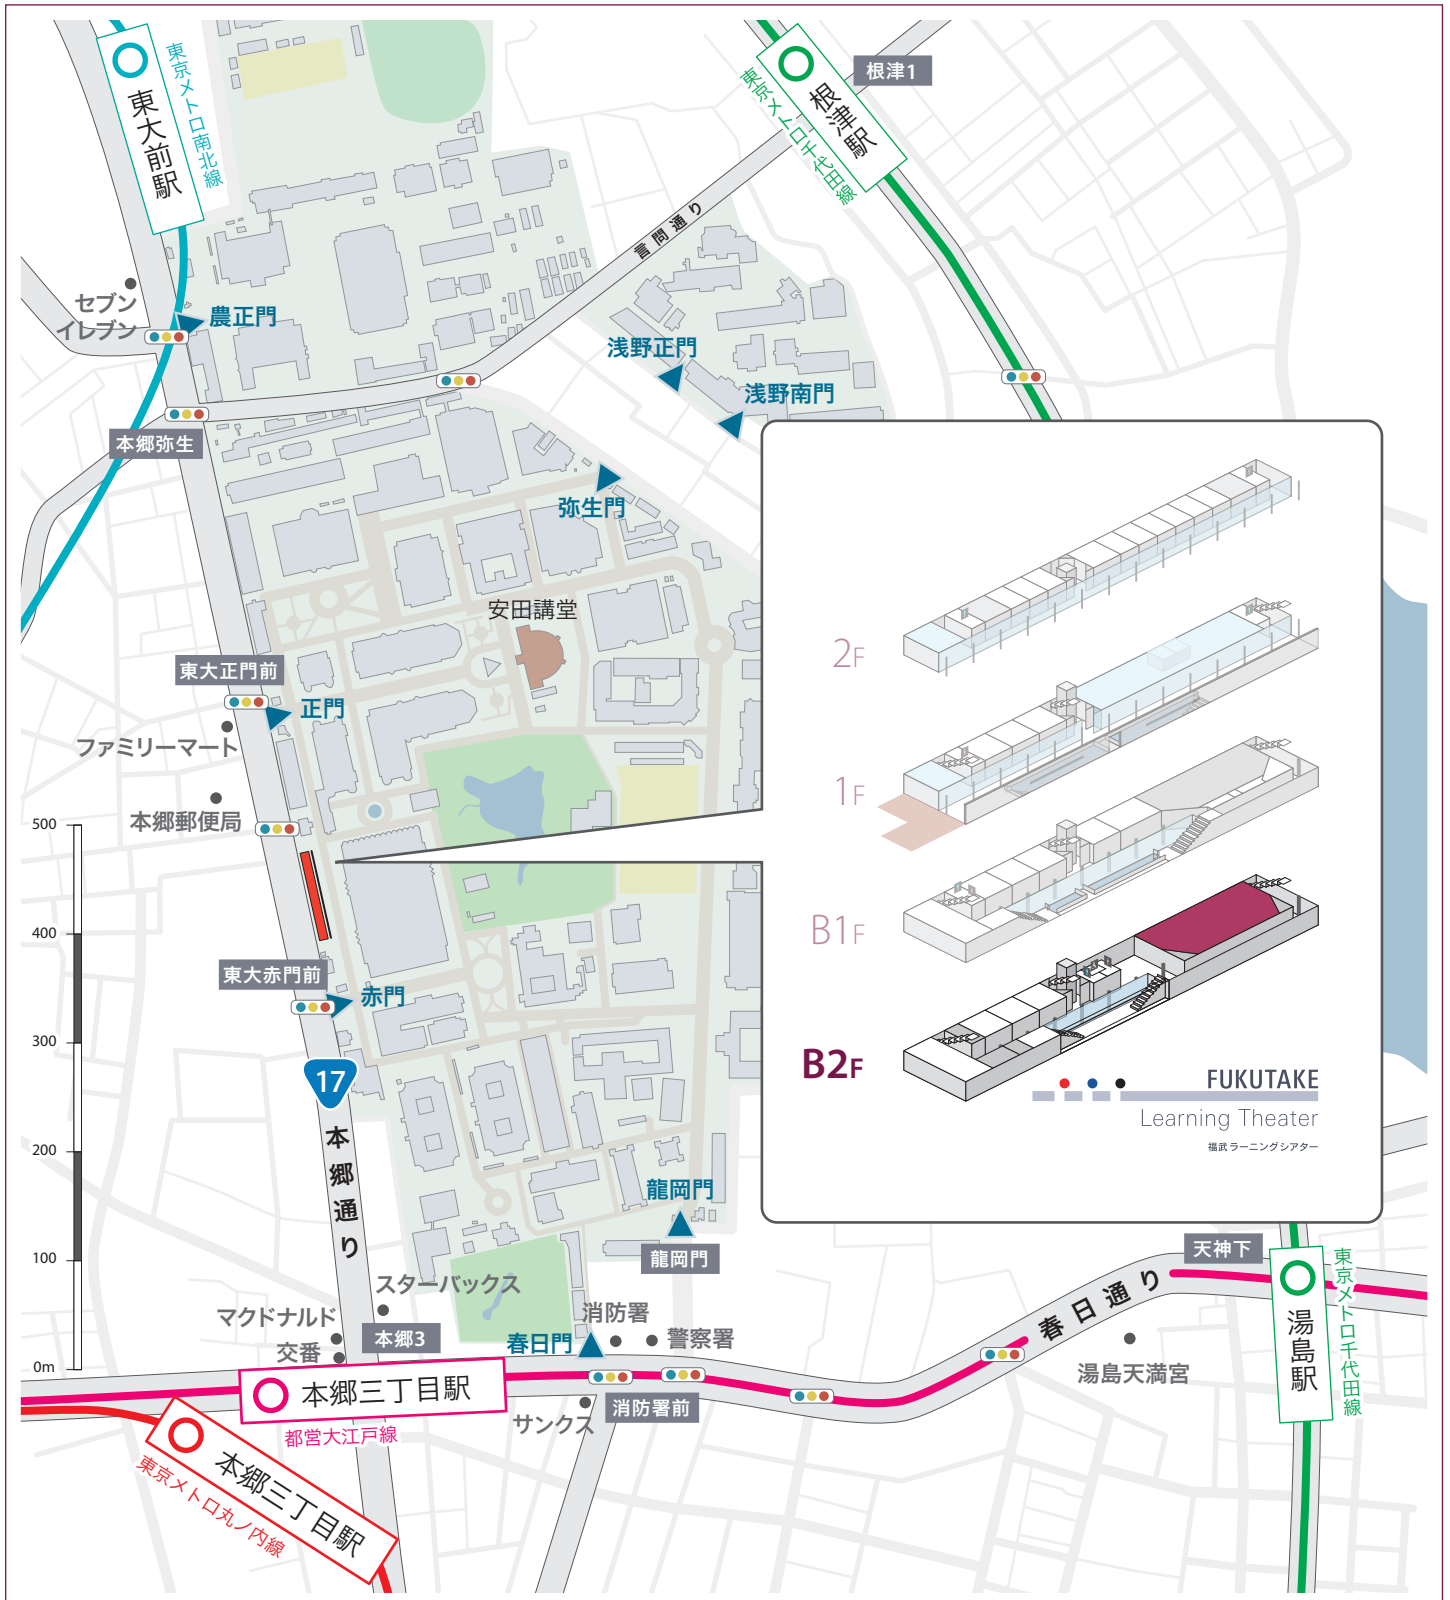 東大前駅
東京メトロ南北線
根津駅
東京メトロ千代田線
根津1
言問通り
セブン
イレブン
農正門
浅野正門
浅野南門
本郷弥生
弥生門
安田講堂
東大正門前
正門
ファミリーマート
本郷郵便局
500
400
300
200
100
0m
東大赤門前
赤門
17
本郷通り
2F
1F
B1F
B2F
FUKUTAKE
Learning Theater
福武ラーニングシアター
龍岡門
龍岡門
天神下
春日通り
スターバックス
マクドナルド
交番
本郷3
消防署
警察署
春日門
湯島天満宮
湯島駅
東京メトロ千代田線
本郷三丁目駅
都営大江戸線
サンクス
消防署前
本郷三丁目駅
東京メトロ丸ノ内線